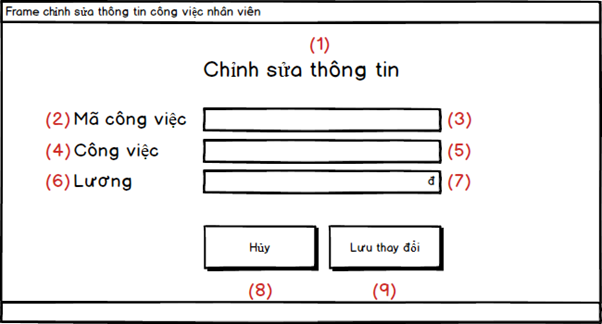 Frame chỉnh sửa thông tin công việc nhân viên
(1)
Chỉnh sửa thông tin
(2) Mã công việc (3)
(4) Công việc (5)
(6) Lương đ (7)
Hủy Lưu thay đổi
(8) (9)